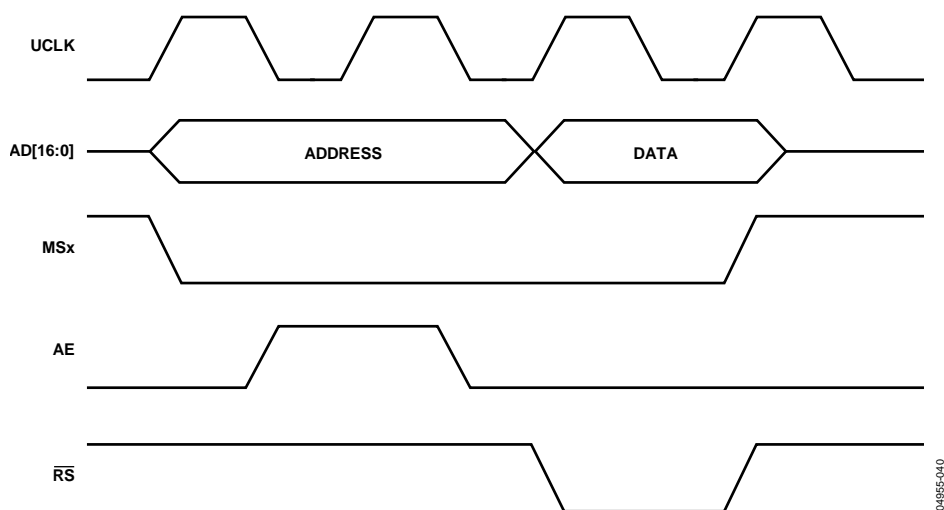 UCLK
AD[16:0]
ADDRESS
DATA
MSx
AE
RS
04955-040